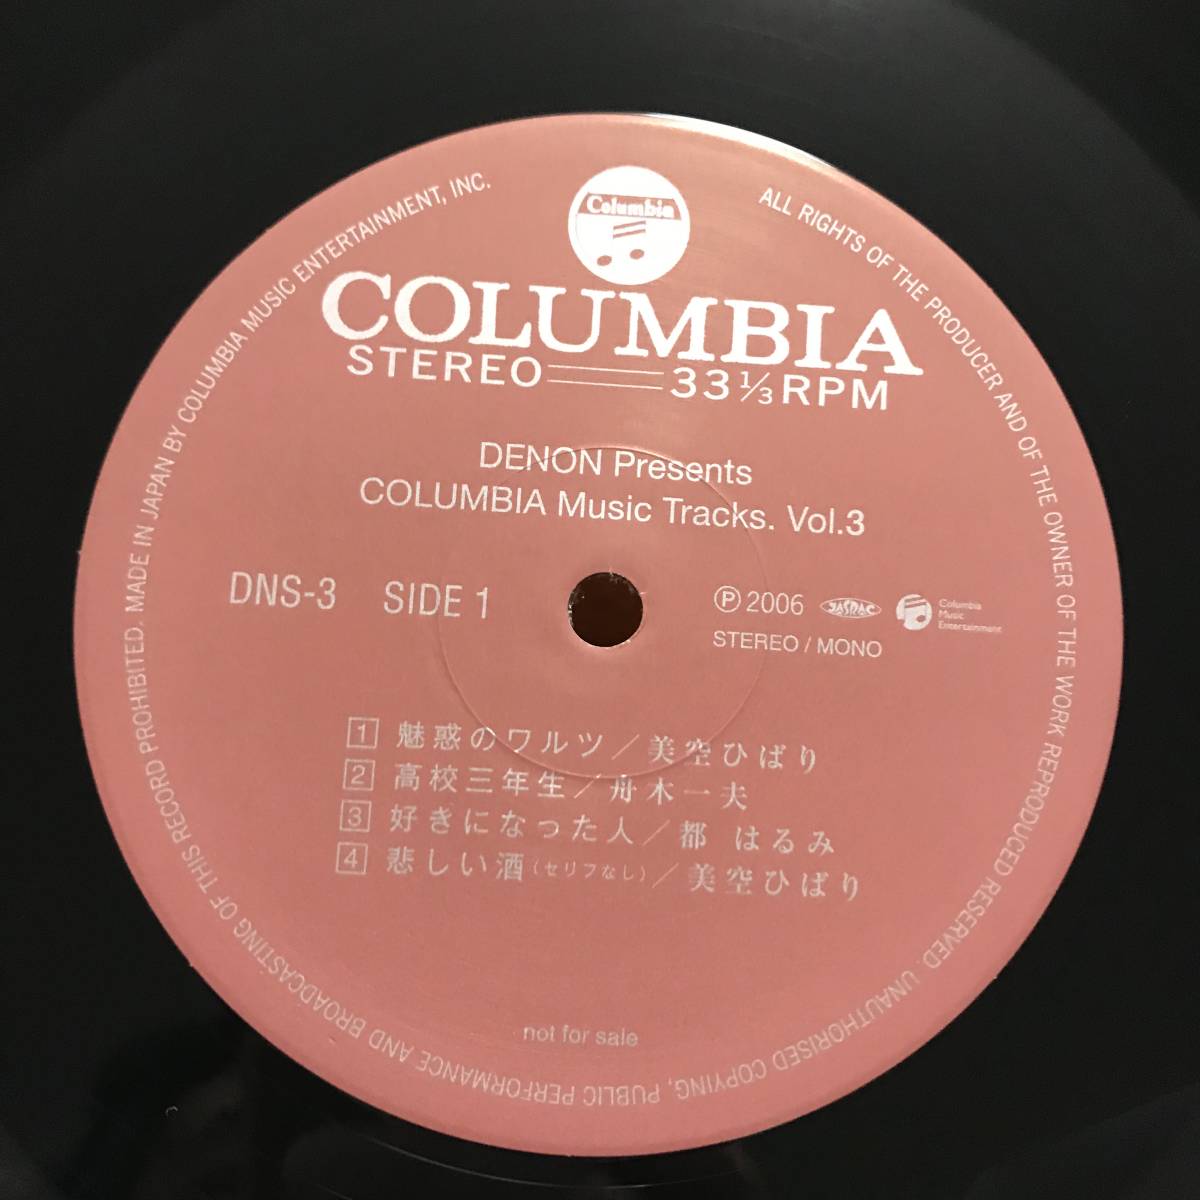 ALL RIGHTS OF THE PRODUCER AND OF THE OWNER OF THE WORK REPRODUCED RESERVED. UNAUTHORISED COPYING, PUBLIC PERFORMANCE AND BROADCASTING OF THIS RECORD PROHIBITED. MADE IN JAPAN BY COLUMBIA MUSIC ENTERTAINMENT, INC.
Columbia
COLUMBIA
STEREO 33 1/3 RPM
DENON Presents
COLUMBIA Music Tracks. Vol.3
DNS-3 SIDE 1
Ⓟ 2006 JASRAC Columbia Music Entertainment
STEREO / MONO
1 魅惑のワルツ/美空ひばり
2 高校三年生/舟木一夫
3 好きになった人/都 はるみ
4 悲しい酒(セリフなし)/美空ひばり
not for sale